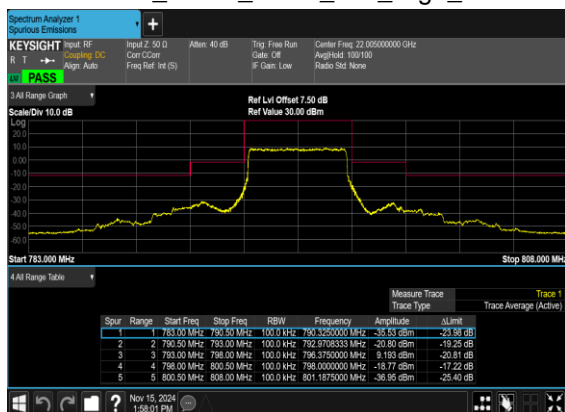 Spectrum Analyzer 1
Spurious Emissions
+
KEYSIGHT Input: RF Input Z: 50 Ω Atten: 40 dB Trig: Free Run Center Freq: 22.005000000 GHz
R T Coupling: DC Corr CCorr Gate: Off Avg|Hold: 100/100
Align: Auto Freq Ref: Int (S) IF Gain: Low Radio Std: None
PASS
3 All Range Graph
Ref Lvl Offset 7.50 dB
Scale/Div 10.0 dB Ref Value 30.00 dBm
Log
20.0
10.0
0.00
-10.0
-20.0
-30.0
-40.0
-50.0
-60.0
Start 783.000 MHz Stop 808.000 MHz
4 All Range Table
Measure Trace Trace 1
Trace Type Trace Average (Active)
Spur Range Start Freq Stop Freq RBW Frequency Amplitude ΔLimit
1 1 783.00 MHz 790.50 MHz 100.0 kHz 790.3250000 MHz -35.53 dBm -23.98 dB
2 2 790.50 MHz 793.00 MHz 100.0 kHz 792.9708333 MHz -20.80 dBm -19.25 dB
3 3 793.00 MHz 798.00 MHz 100.0 kHz 796.3750000 MHz 9.193 dBm -20.81 dB
4 4 798.00 MHz 800.50 MHz 100.0 kHz 798.0000000 MHz -18.77 dBm -17.22 dB
5 5 800.50 MHz 808.00 MHz 100.0 kHz 801.1875000 MHz -36.95 dBm -25.40 dB
? Nov 15, 2024
1:58:01 PM